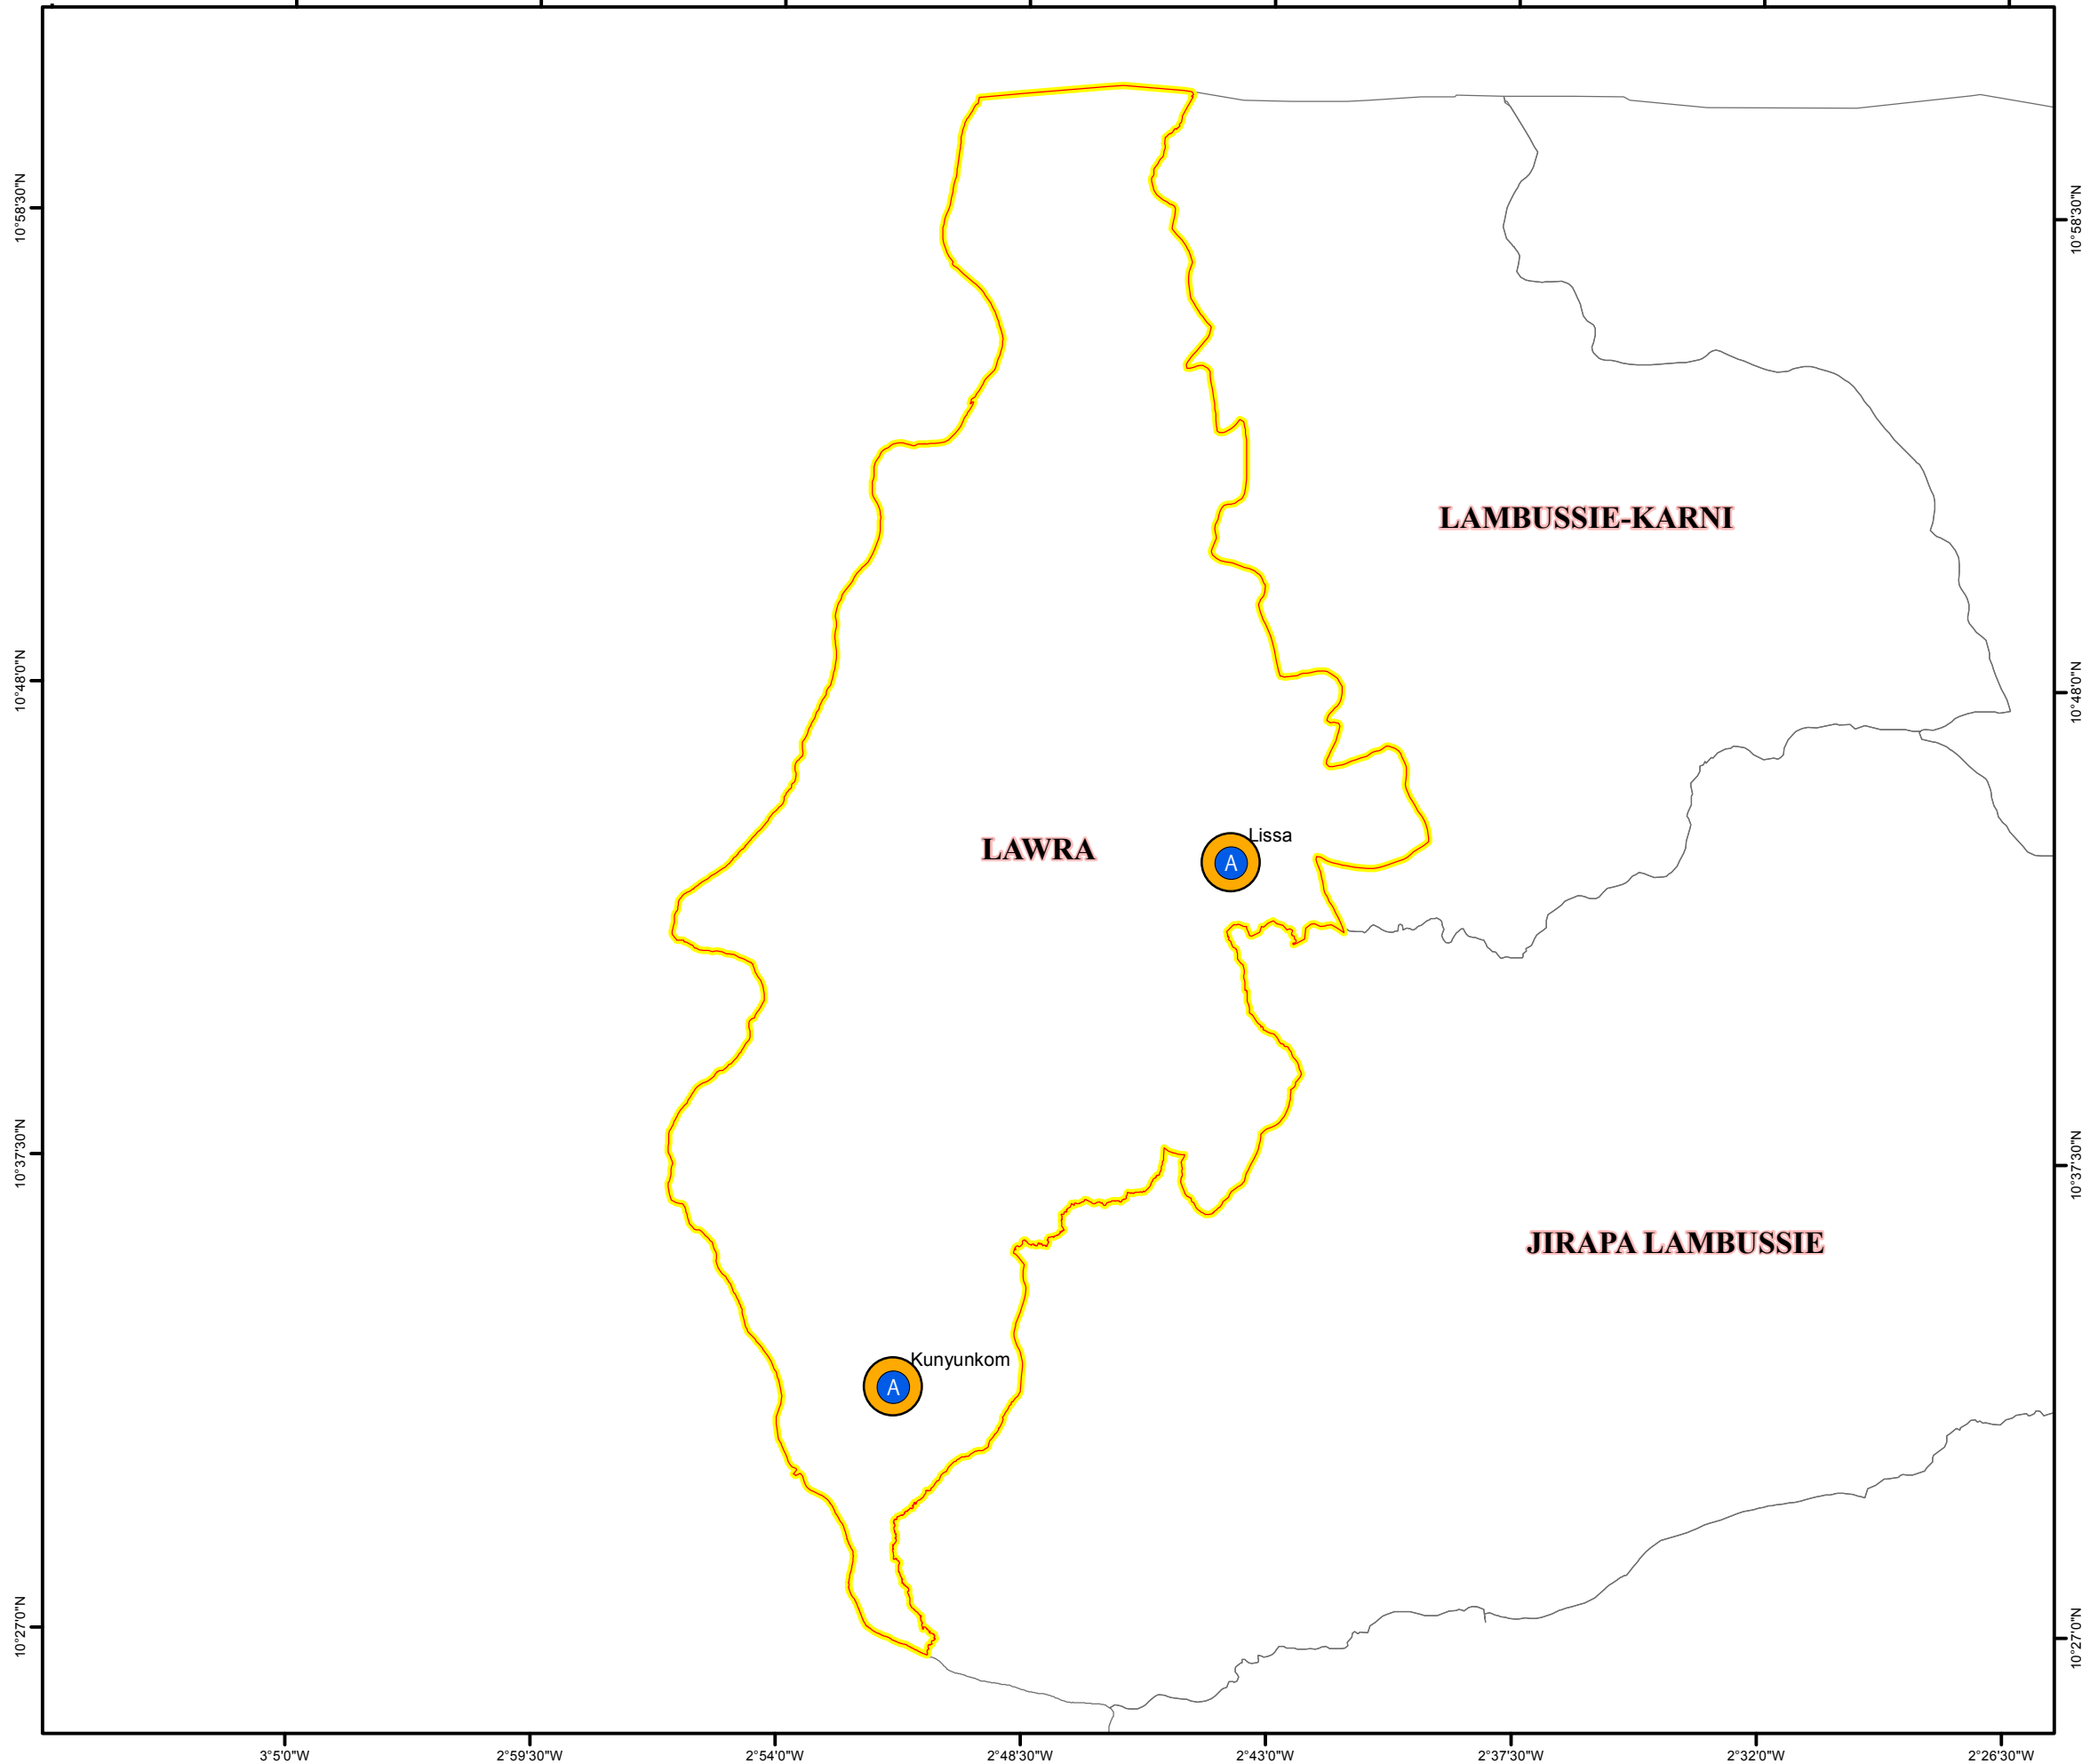 10°58'30"N
10°58'30"N
LAMBUSSIE-KARNI
10°48'0"N
10°48'0"N
Lissa
LAWRA
A
10°37'30"N
10°37'30"N
JIRAPA LAMBUSSIE
Kunyunkom
A
10°27'0"N
10°27'0"N
3°5'0"W
2°59'30"W
2°54'0"W
2°48'30"W
2°43'0"W
2°37'30"W
2°32'0"W
2°26'30"W